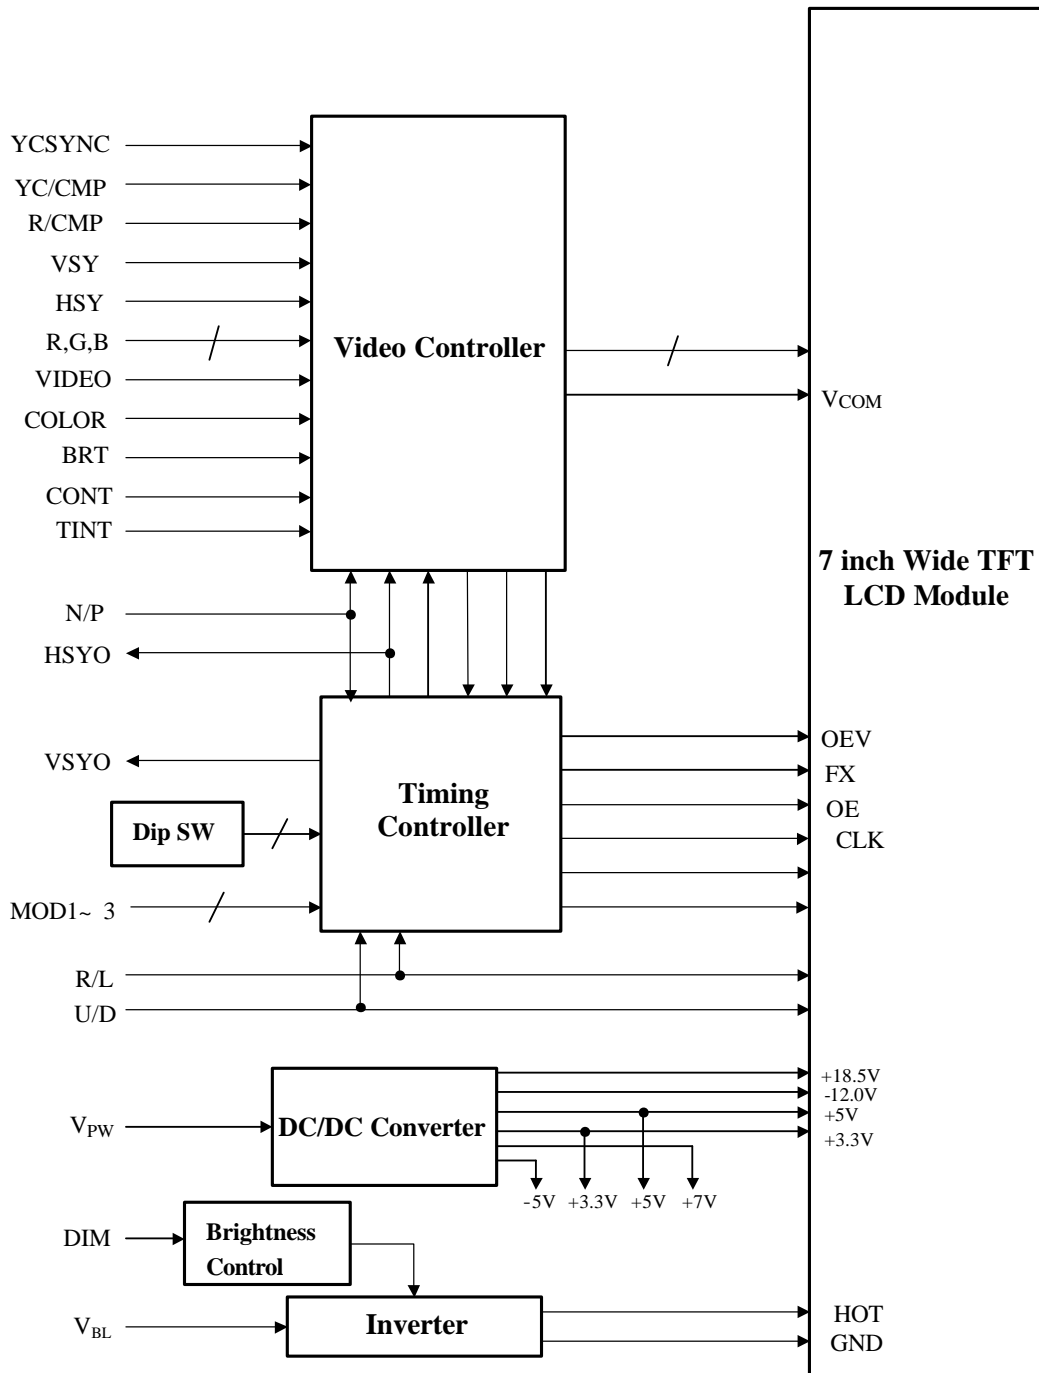 YCSYNC
YC/CMP
R/CMP
VSY
HSY
R,G,B
VIDEO
COLOR
BRT
CONT
TINT
Video Controller
VCOM
7 inch Wide TFT
LCD Module
N/P
HSYO
VSYO
Dip SW
MOD1~ 3
Timing
Controller
OEV
FX
OE
CLK
R/L
U/D
VPW
DC/DC Converter
+18.5V
-12.0V
+5V
+3.3V
-5V
+3.3V
+5V
+7V
DIM
Brightness
Control
VBL
Inverter
HOT
GND